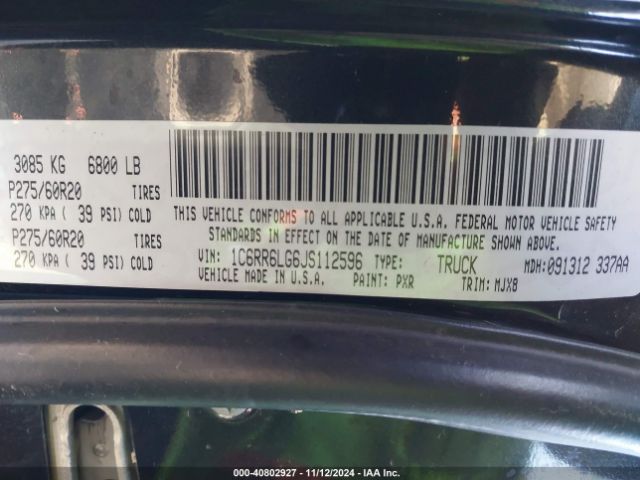 3085 KG 6800 LB
P275/60R20 TIRES
270 KPA ( 39 PSI) COLD
P275/60R20 TIRES
270 KPA ( 39 PSI) COLD
THIS VEHICLE CONFORMS TO ALL APPLICABLE U.S.A. FEDERAL MOTOR VEHICLE SAFETY
STANDARDS IN EFFECT ON THE DATE OF MANUFACTURE SHOWN ABOVE.
VIN: 1C6RR6LG6JS112596 TYPE: TRUCK MDH: 091312 337AA
VEHICLE MADE IN U.S.A. PAINT: PXR TRIM: MJX8
000-40802927 - 11/12/2024 - IAA Inc.